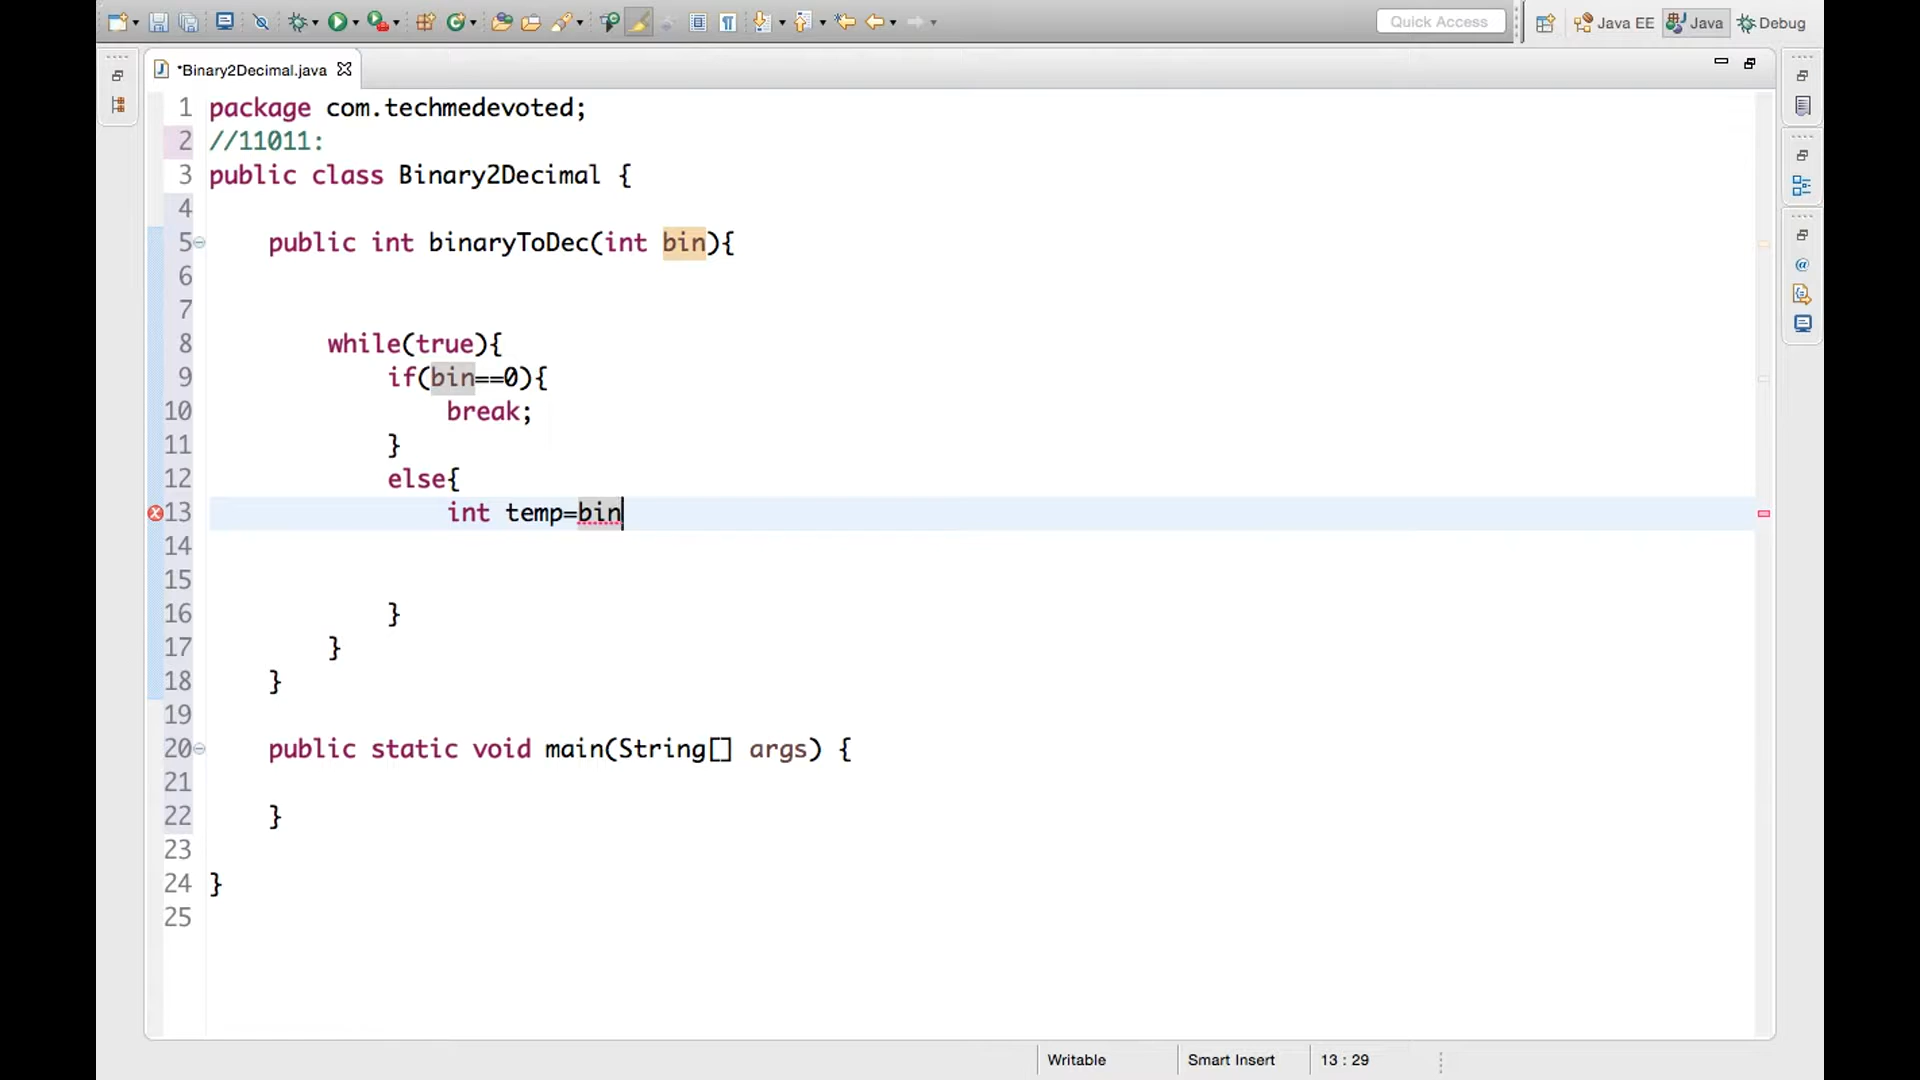 Quick Access
Java EE
Java
Debug
*Binary2Decimal.java
1 package com.techmedevoted;
2 //11011:
3 public class Binary2Decimal {
4
5 public int binaryToDec(int bin){
6
7
8 while(true){
9 if(bin==0){
10 break;
11 }
12 else{
13 int temp=bin
14
15
16 }
17 }
18 }
19
20 public static void main(String[] args) {
21
22 }
23
24 }
25
Writable
Smart Insert
13 : 29